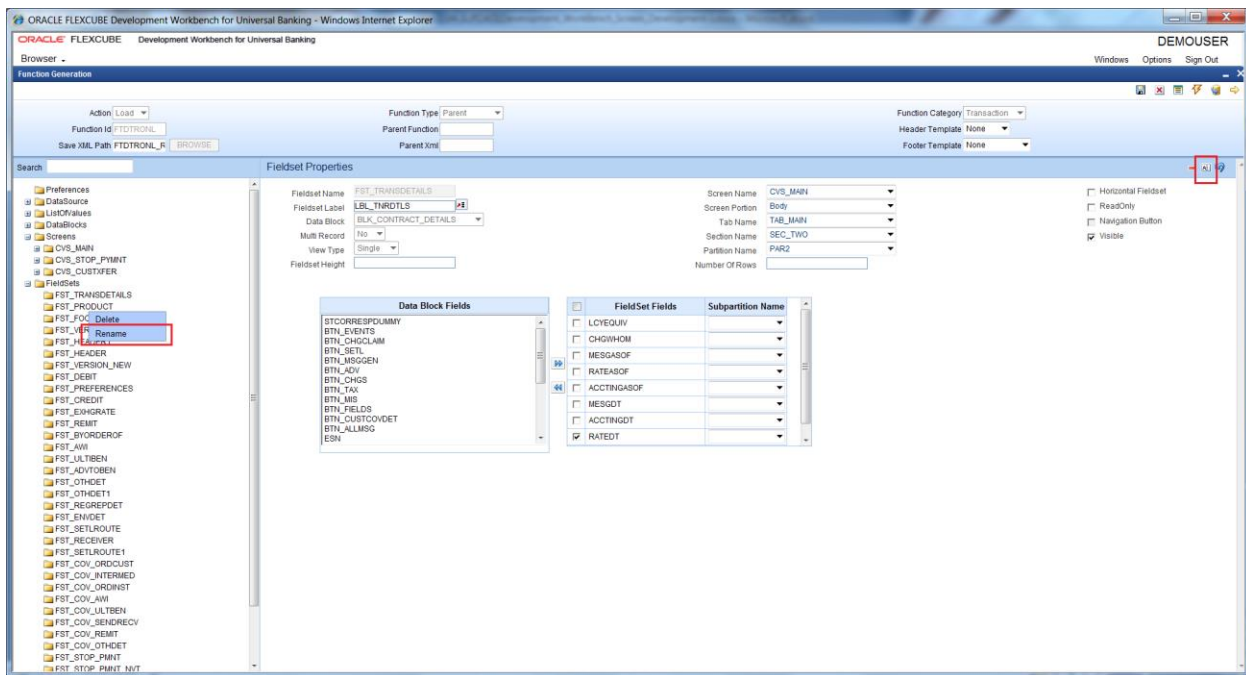 ORACLE FLEXCUBE Development Workbench for Universal Banking - Windows Internet Explorer
ORACLE FLEXCUBE Development Workbench for Universal Banking
DEMOUSER
Browser
Windows Options Sign Out
Function Generation
Action Load
Function Type Parent
Function Category Transaction
Function Id FTDTRONL
Parent Function
Header Template None
Save XML Path FTDTRONL_R BROWSE
Parent Xml
Footer Template None
Search
Fieldset Properties
Preferences
DataSource
ListOfValues
DataBlocks
Screens
CVS_MAIN
CVS_STOP_PYMNT
CVS_CUSTXFER
FieldSets
FST_TRANSDETAILS
FST_PRODUCT
FST_FOO
FST_VER
FST_HEADER1
FST_HEADER
FST_VERSION_NEW
FST_DEBIT
FST_PREFERENCES
FST_CREDIT
FST_EXHGRATE
FST_REMIT
FST_BYORDEROF
FST_AWI
FST_ULTIBEN
FST_ADVTOBEN
FST_OTHDET
FST_OTHDET1
FST_REGREPDET
FST_ENVDET
FST_SETLROUTE
FST_RECEIVER
FST_SETLROUTE1
FST_COV_ORDCUST
FST_COV_INTERMED
FST_COV_ORDINST
FST_COV_AWI
FST_COV_ULTBEN
FST_COV_SENDRECV
FST_COV_REMIT
FST_COV_OTHDET
FST_STOP_PMNT
FST_STOP_PMNT_NVT
Delete
Rename
Fieldset Name FST_TRANSDETAILS
Fieldset Label LBL_TNRDTLS
Data Block BLK_CONTRACT_DETAILS
Multi Record No
View Type Single
Fieldset Height
Screen Name CVS_MAIN
Screen Portion Body
Tab Name TAB_MAIN
Section Name SEC_TWO
Partition Name PAR2
Number Of Rows
Horizontal Fieldset
ReadOnly
Navigation Button
Visible
Data Block Fields
STCORRESPDUMMY
BTN_EVENTS
BTN_CHGCLAIM
BTN_SETL
BTN_MSGGEN
BTN_ADV
BTN_CHGS
BTN_TAX
BTN_MIS
BTN_FIELDS
BTN_CUSTCOVDET
BTN_ALLMSG
ESN
FieldSet Fields Subpartition Name
LCYEQUIV
CHGWHOM
MESGASOF
RATEASOF
ACCTINGASOF
MESGDT
ACCTINGDT
RATEDT